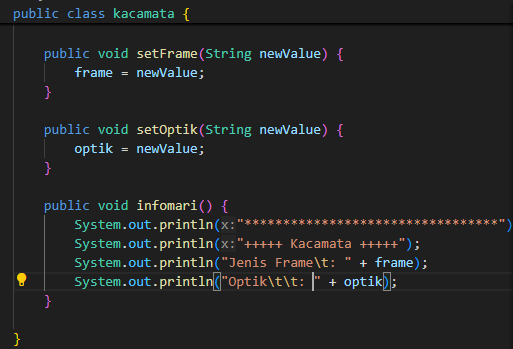 public class kacamata {
public void setFrame(String newValue) {
frame = newValue;
}
public void setOptik(String newValue) {
optik = newValue;
}
public void infomari() {
System.out.println(x:"*********************************")
System.out.println(x:"+++++ Kacamata +++++");
System.out.println("Jenis Frame\t: " + frame);
System.out.println("Optik\t\t: " + optik);
}
}